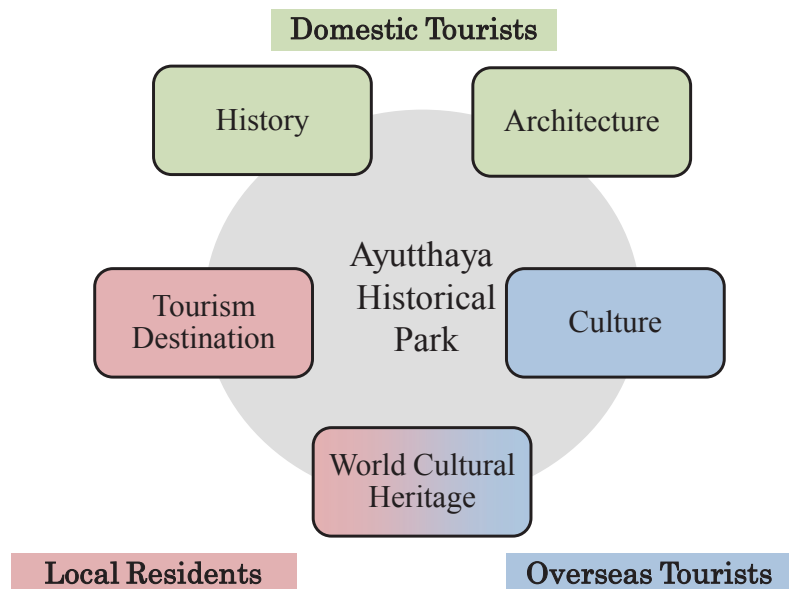 Domestic Tourists
History
Architecture
Ayutthaya
Historical
Park
Tourism
Destination
Culture
World Cultural
Heritage
Local Residents
Overseas Tourists